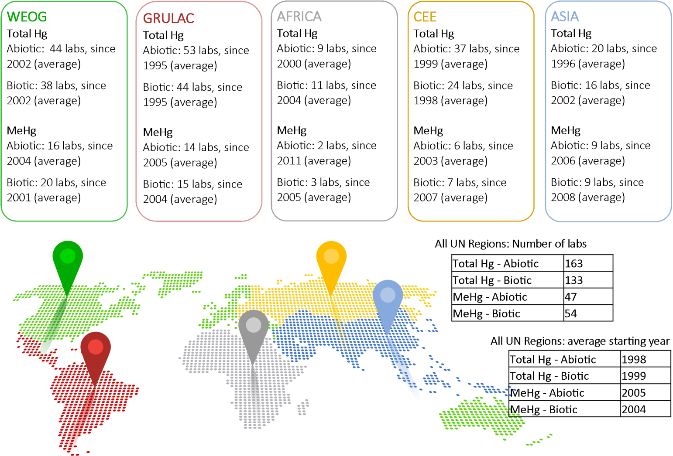 WEOG
Total Hg
Abiotic: 44 labs, since
2002 (average)
Biotic: 38 labs, since
2002 (average)
MeHg
Abiotic: 16 labs, since
2004 (average)
Biotic: 20 labs, since
2001 (average)
GRULAC
Total Hg
Abiotic: 53 labs, since
1995 (average)
Biotic: 44 labs, since
1995 (average)
MeHg
Abiotic: 14 labs, since
2005 (average)
Biotic: 15 labs, since
2004 (average)
AFRICA
Total Hg
Abiotic: 9 labs, since
2000 (average)
Biotic: 11 labs, since
2004 (average)
MeHg
Abiotic: 2 labs, since
2011 (average)
Biotic: 3 labs, since
2005 (average)
CEE
Total Hg
Abiotic: 37 labs, since
1999 (average)
Biotic: 24 labs, since
1998 (average)
MeHg
Abiotic: 6 labs, since
2003 (average)
Biotic: 7 labs, since
2007 (average)
ASIA
Total Hg
Abiotic: 20 labs, since
1996 (average)
Biotic: 16 labs, since
2002 (average)
MeHg
Abiotic: 9 labs, since
2006 (average)
Biotic: 9 labs, since
2008 (average)
All UN Regions: Number of labs
Total Hg - Abiotic 163
Total Hg - Biotic 133
MeHg - Abiotic 47
MeHg - Biotic 54
All UN Regions: average starting year
Total Hg - Abiotic 1998
Total Hg - Biotic 1999
MeHg - Abiotic 2005
MeHg - Biotic 2004